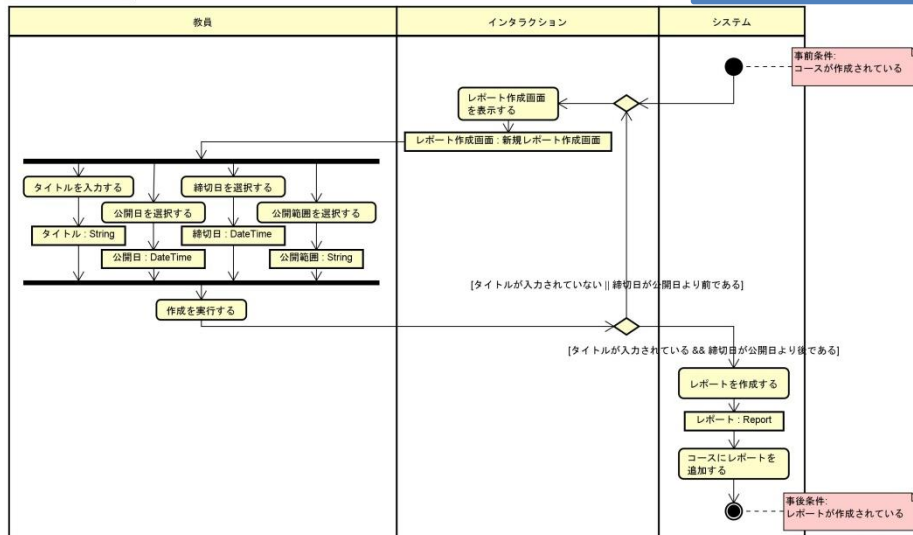 教員
インタラクション
システム
事前条件:
コースが作成されている
レポート作成画面
を表示する
レポート作成画面 : 新規レポート作成画面
タイトルを入力する
締切日を選択する
公開日を選択する
公開範囲を選択する
タイトル : String
締切日 : DateTime
公開日 : DateTime
公開範囲 : String
[タイトルが入力されていない || 締切日が公開日より前である]
作成を実行する
[タイトルが入力されている && 締切日が公開日より後である]
レポートを作成する
レポート : Report
コースにレポートを
追加する
事後条件:
レポートが作成されている